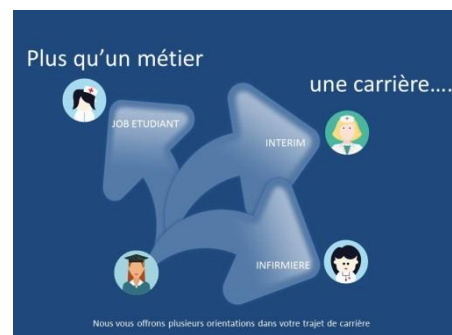 Plus qu'un métier
une carrière....
JOB ETUDIANT
INTERIM
INFIRMIERE
Nous vous offrons plusieurs orientations dans votre trajet de carrière